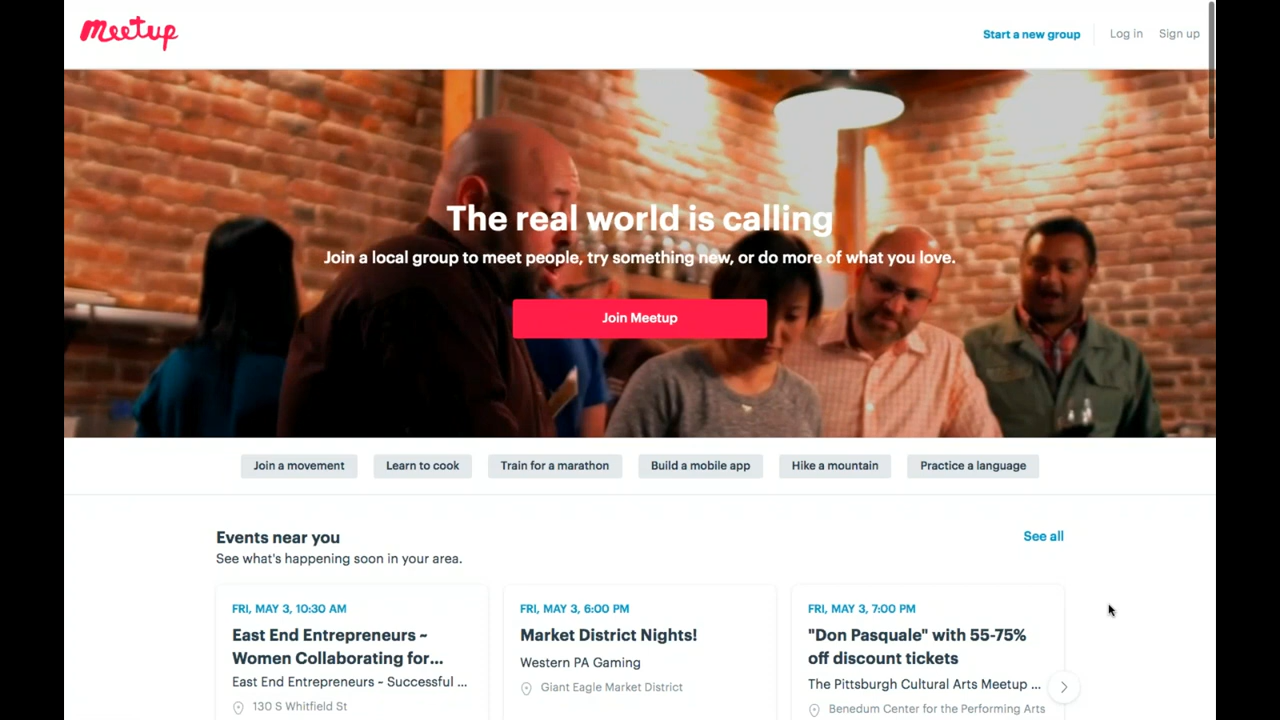 Meetup
Start a new group
Log in
Sign up
The real world is calling
Join a local group to meet people, try something new, or do more of what you love.
Join Meetup
Join a movement
Learn to cook
Train for a marathon
Build a mobile app
Hike a mountain
Practice a language
Events near you
See all
See what's happening soon in your area.
FRI, MAY 3, 10:30 AM
East End Entrepreneurs ~
Women Collaborating for...
East End Entrepreneurs ~ Successful ...
130 S Whitfield St
FRI, MAY 3, 6:00 PM
Market District Nights!
Western PA Gaming
Giant Eagle Market District
FRI, MAY 3, 7:00 PM
"Don Pasquale" with 55-75%
off discount tickets
The Pittsburgh Cultural Arts Meetup ...
Benedum Center for the Performing Arts